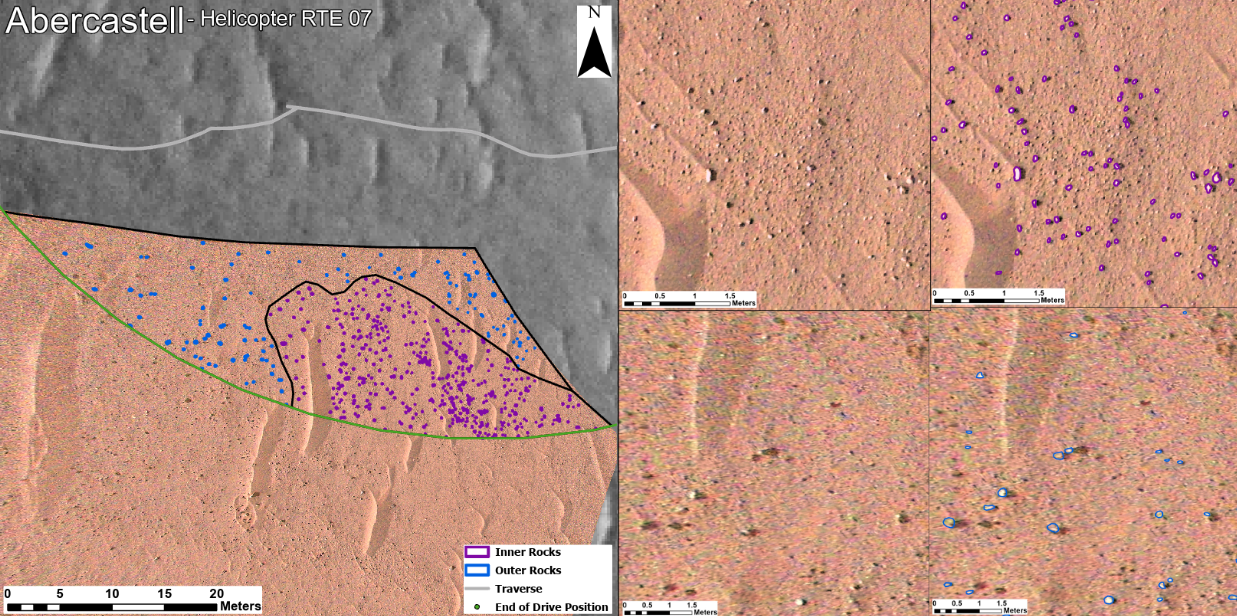 Abercastell - Helicopter RTE 07
N
Inner Rocks
Outer Rocks
Traverse
End of Drive Position
0 5 10 15 20
Meters
0 0.5 1 1.5
Meters
0 0.5 1 1.5
Meters
0 0.5 1 1.5
Meters
0 0.5 1 1.5
Meters